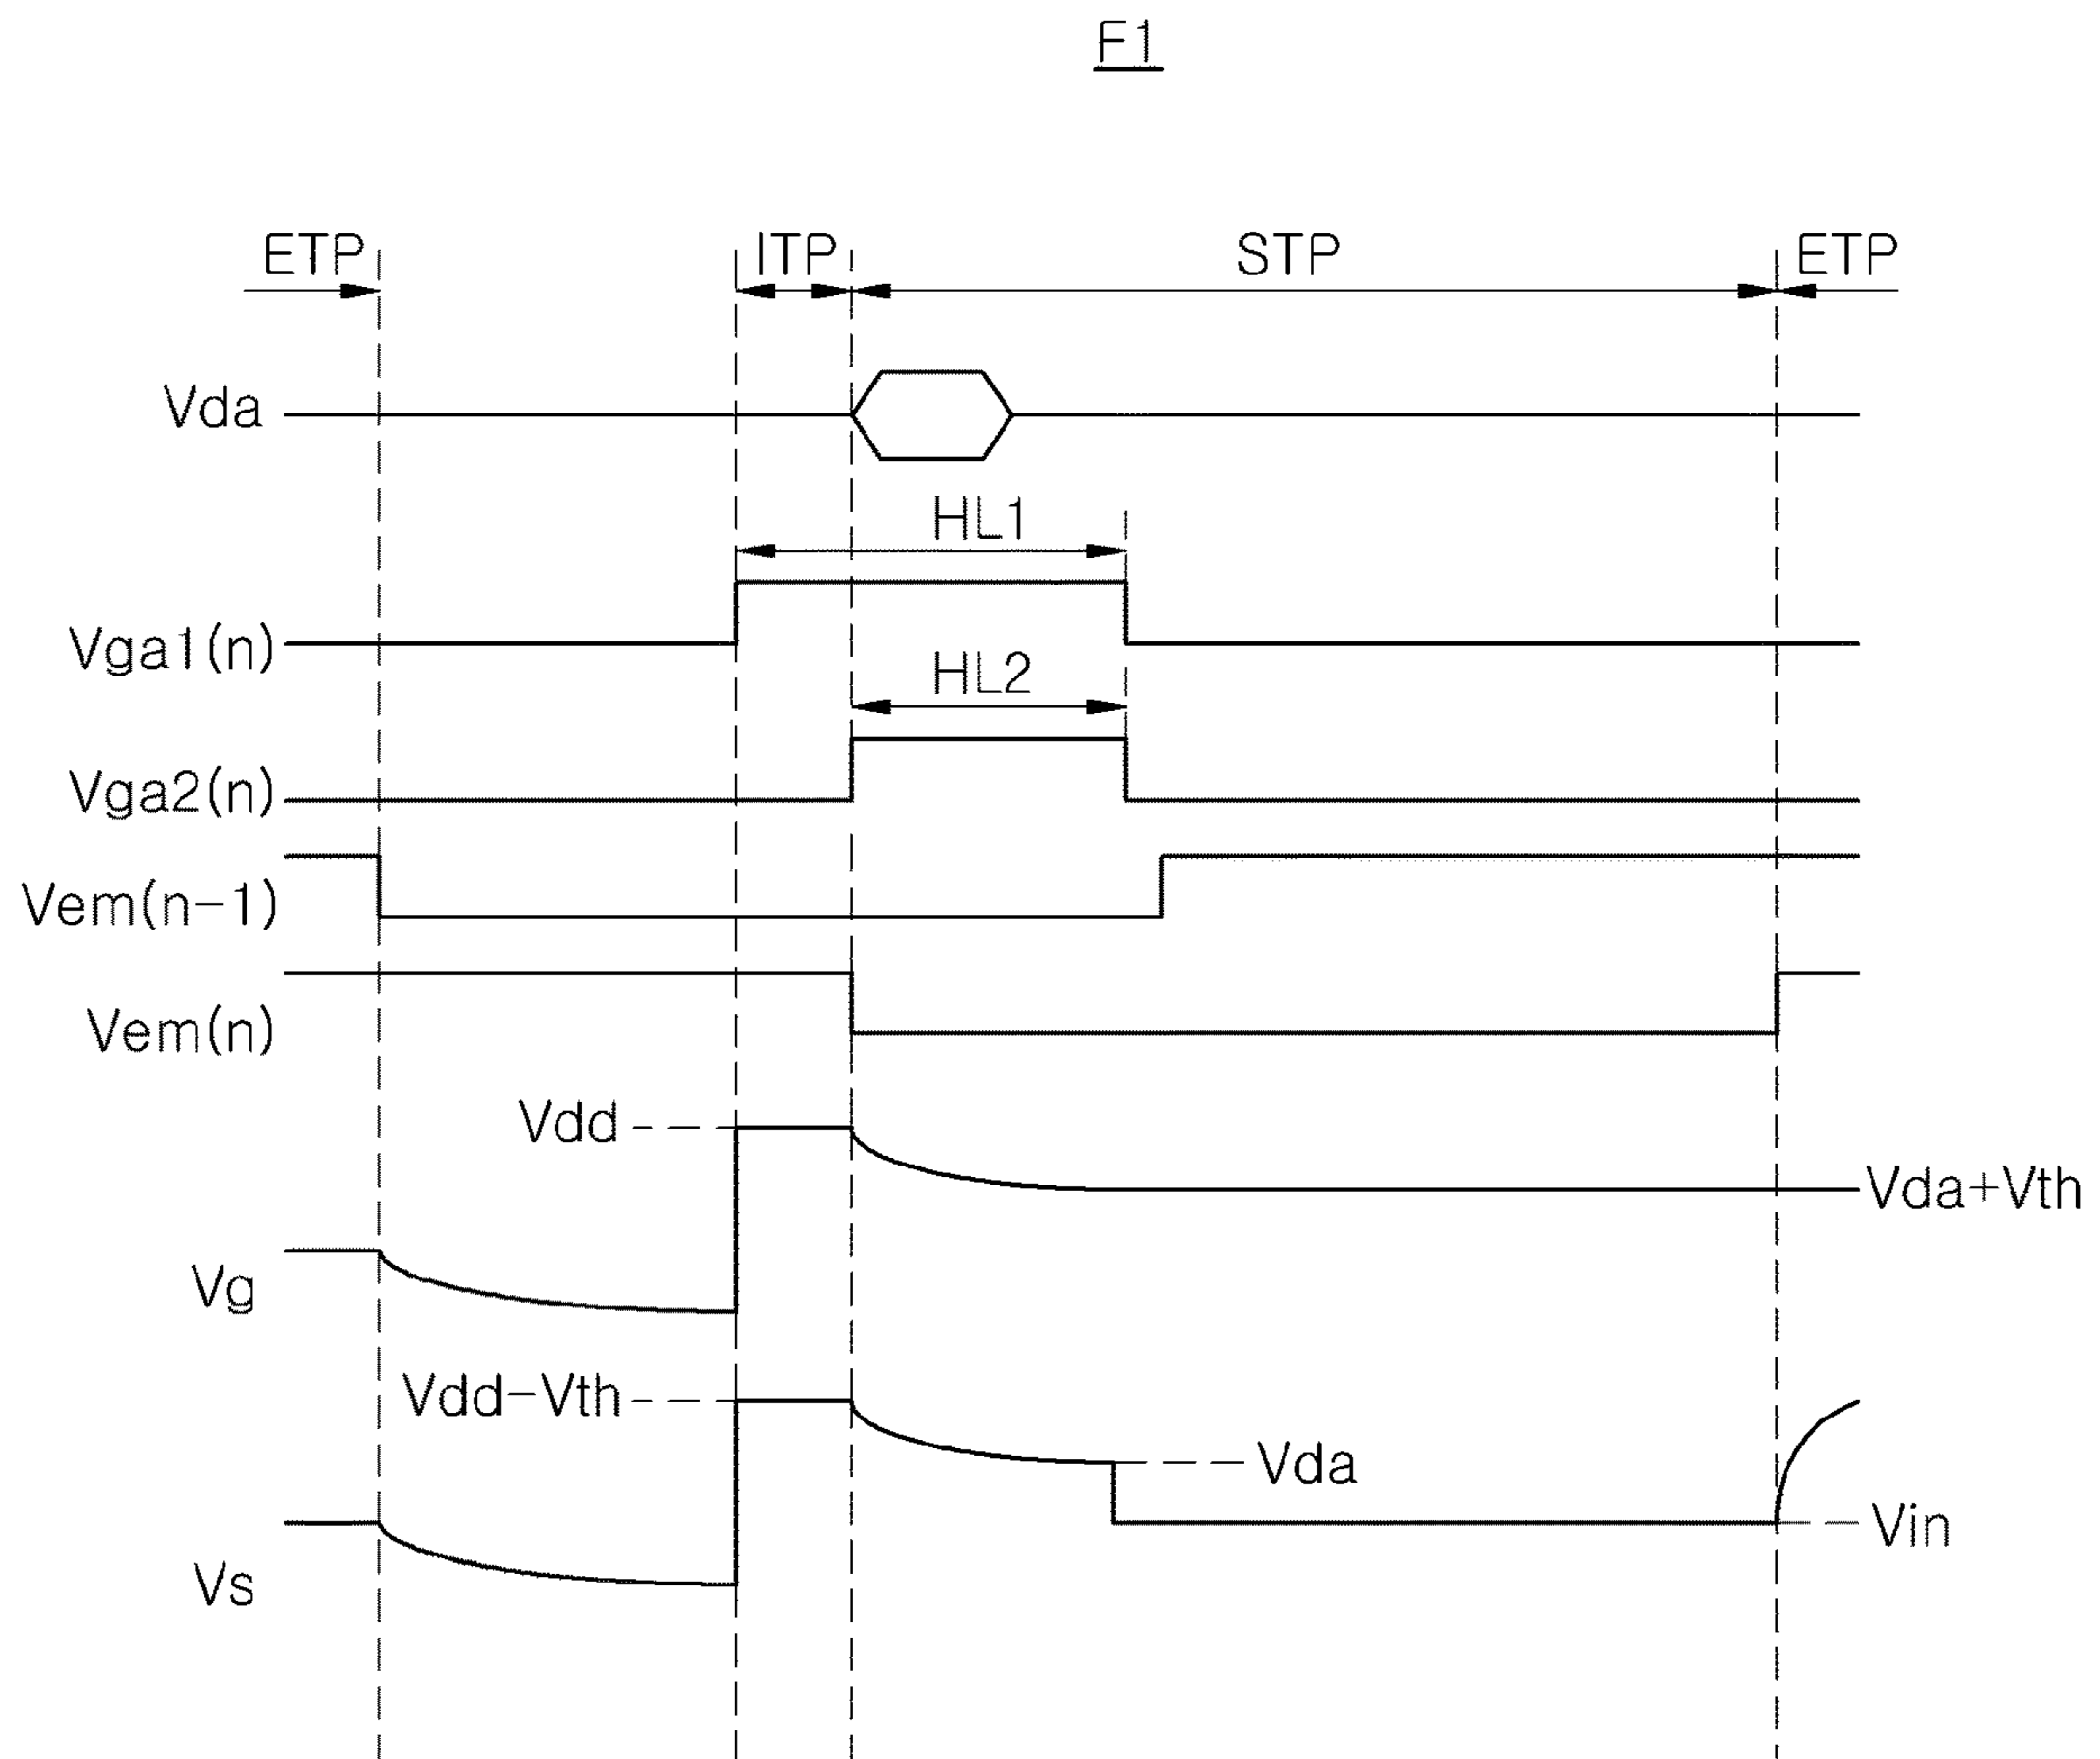 F1
ETP ITP STP ETP
Vda
HL1
Vga1(n)
HL2
Vga2(n)
Vem(n-1)
Vem(n)
Vdd
Vda+Vth
Vg
Vdd-Vth
Vda
Vin
Vs